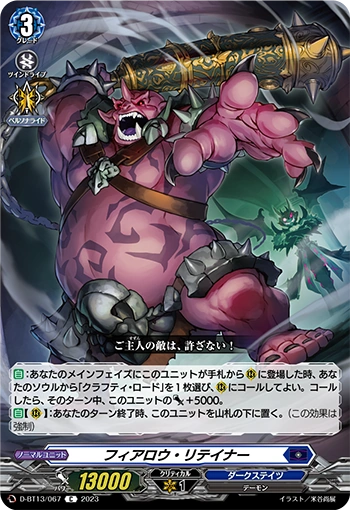 3
グレード
ツインドライブ
ペルソナライド
ご主人の敵は、許さない!
自:あなたのメインフェイズにこのユニットが手札からRに登場した時、あなたのソウルから「クラフティ・ロード」を1枚選び、Rにコールしてよい。コールしたら、そのターン中、このユニットの+5000。
自【R】:あなたのターン終了時、このユニットを山札の下に置く。(この効果は強制)
ノーマルユニット
フィアロウ・リテイナー
パワー 13000
クリティカル
1
ダークステイツ
デーモン
D-BT13/067 C 2023
イラスト/米谷尚展